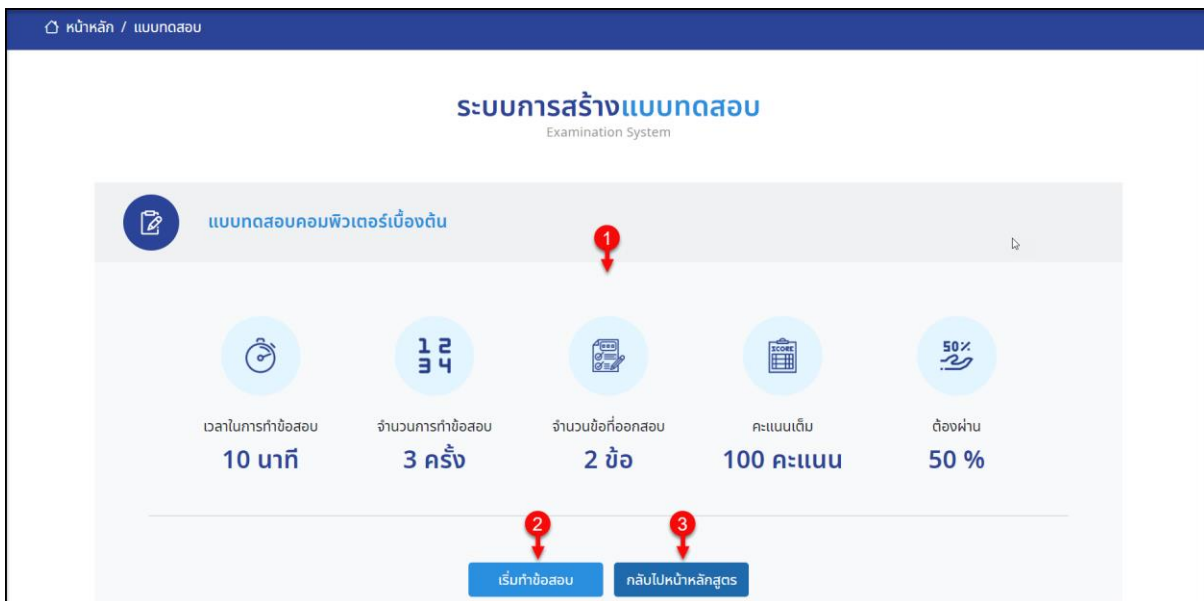 หน้าหลัก / แบบทดสอบ
ระบบการสร้างแบบทดสอบ
Examination System
แบบทดสอบคอมพิวเตอร์เบื้องต้น
1
1 2
3 4
SCORE
50%
เวลาในการทำข้อสอบ จำนวนการทำข้อสอบ จำนวนข้อที่ออกสอบ คะแนนเต็ม ต้องผ่าน
10 นาที 3 ครั้ง 2 ข้อ 100 คะแนน 50 %
2 3
เริ่มทำข้อสอบ กลับไปหน้าหลักสูตร